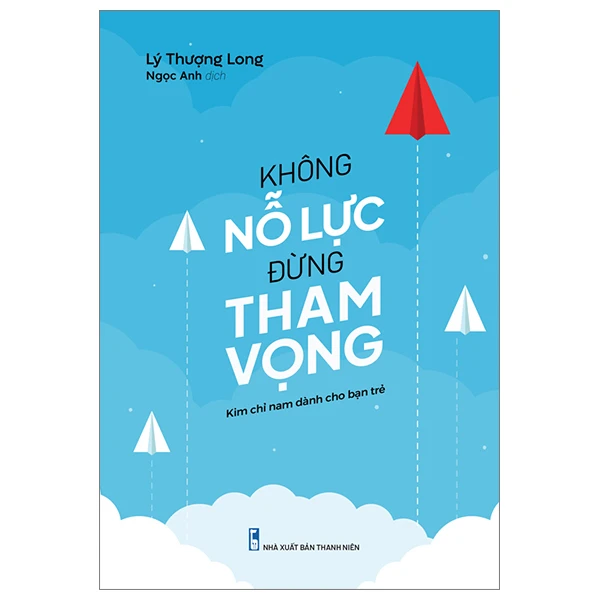 Lý Thượng Long
Ngọc Anh dịch
KHÔNG
NỖ LỰC
ĐỪNG
THAM
VỌNG
Kim chỉ nam dành cho bạn trẻ
NHÀ XUẤT BẢN THANH NIÊN